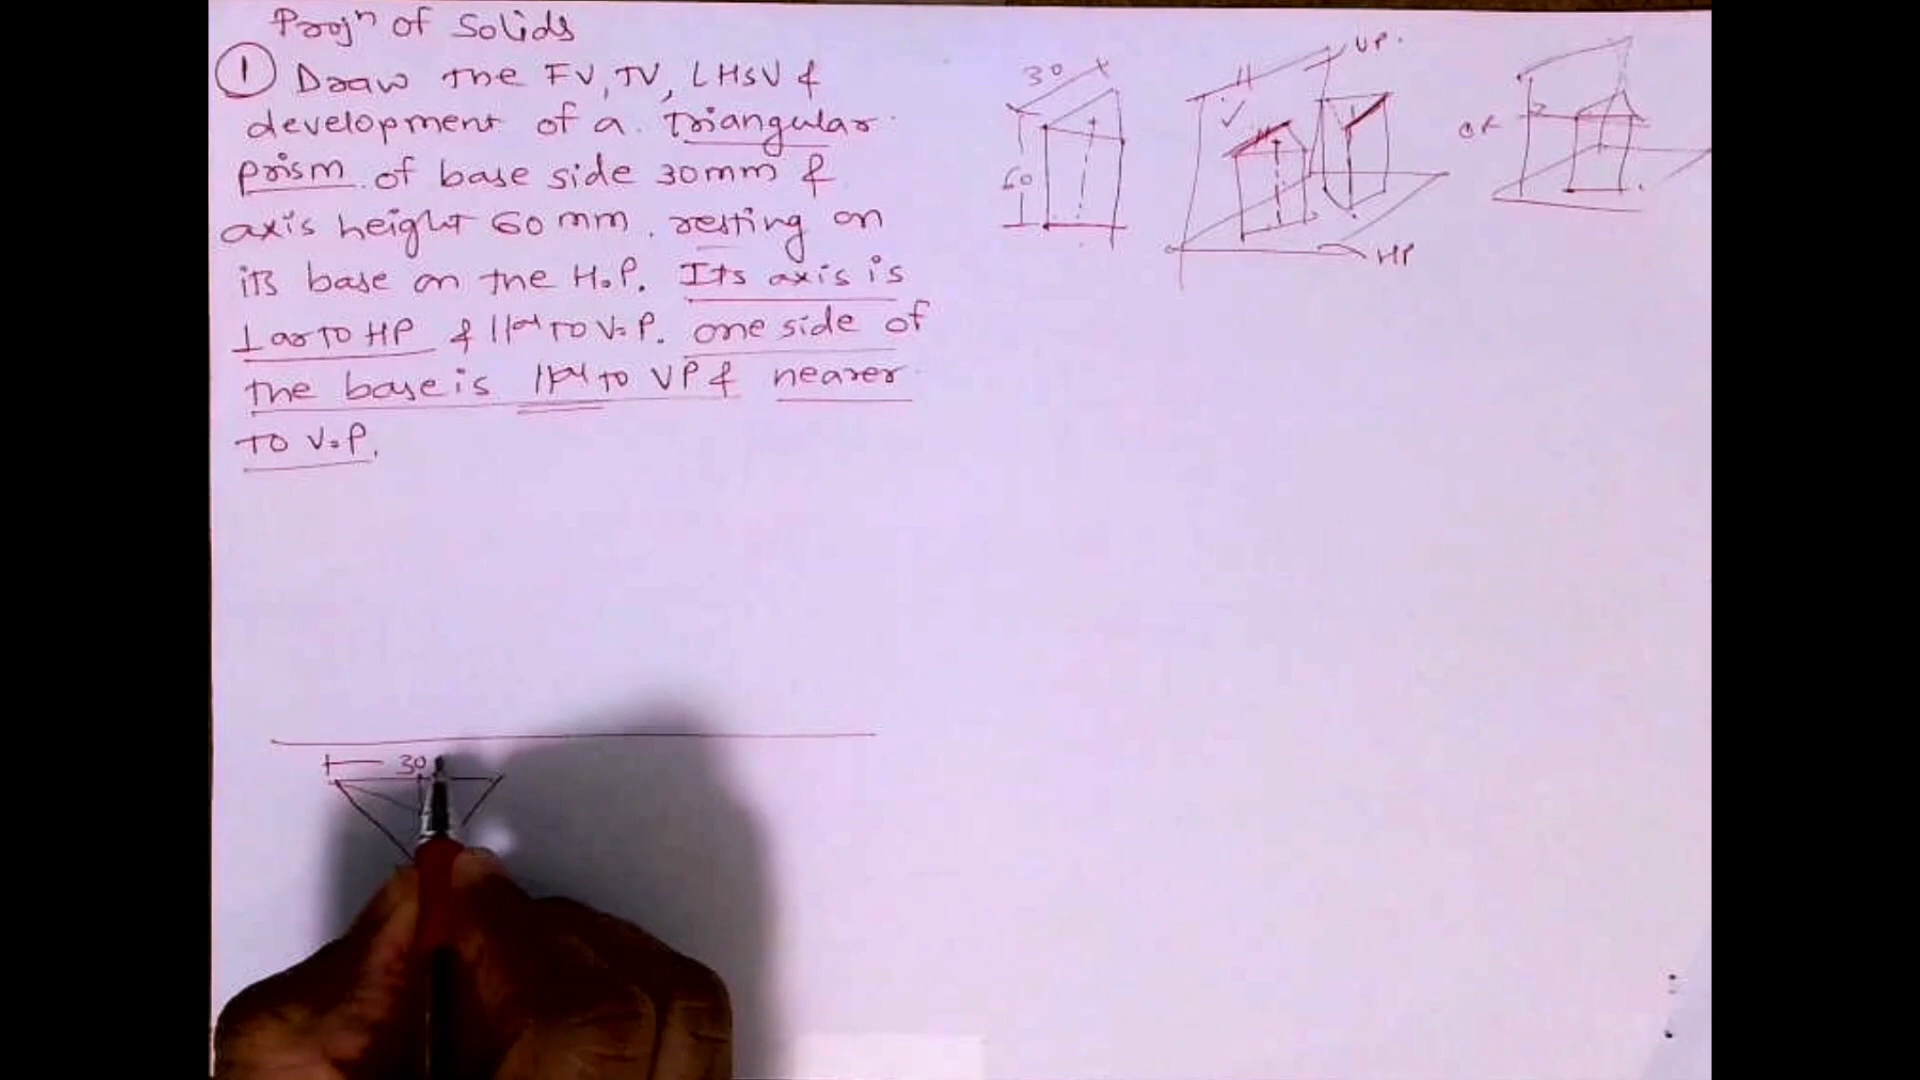 Projⁿ of Solids
① Draw the FV, TV, LHSV &
development of a triangular
prism of base side 30mm &
axis height 60 mm. resting on
its base on the H.P. Its axis is
⊥ar to HP & ||el to V.P. one side of
the base is ||el to VP & nearer
to V.P.
30
60
VP.
HP
or
30